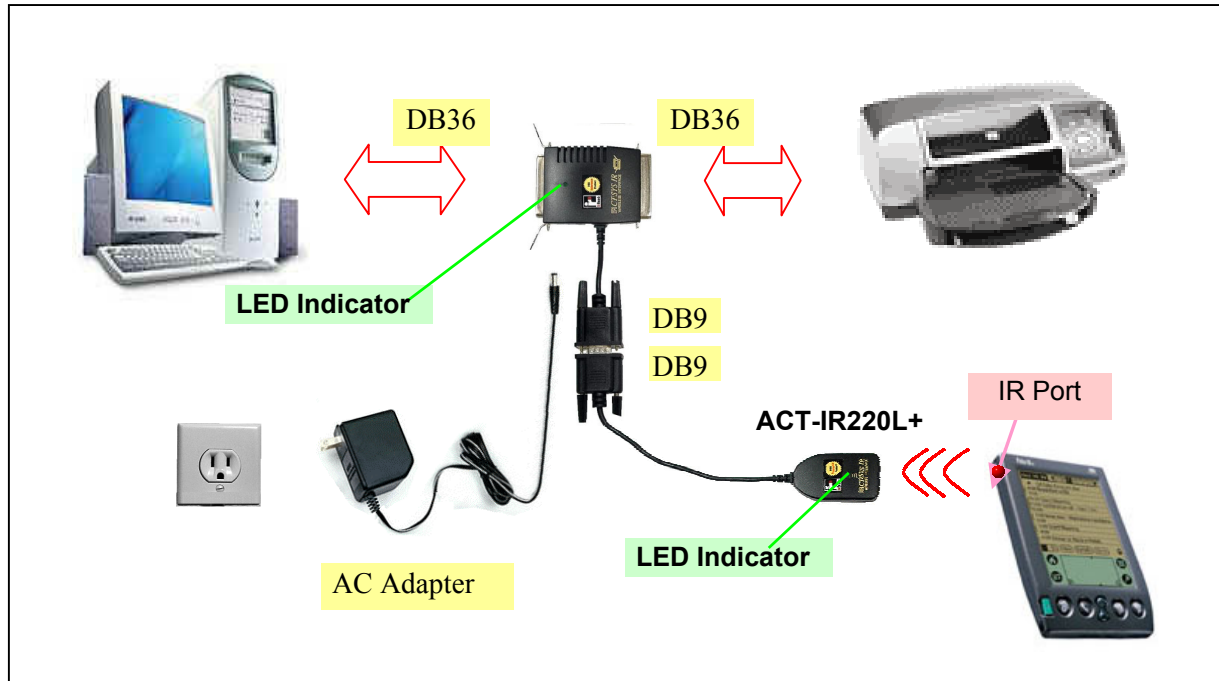 DB36
DB36
LED Indicator
DB9
DB9
IR Port
ACT-IR220L+
LED Indicator
AC Adapter